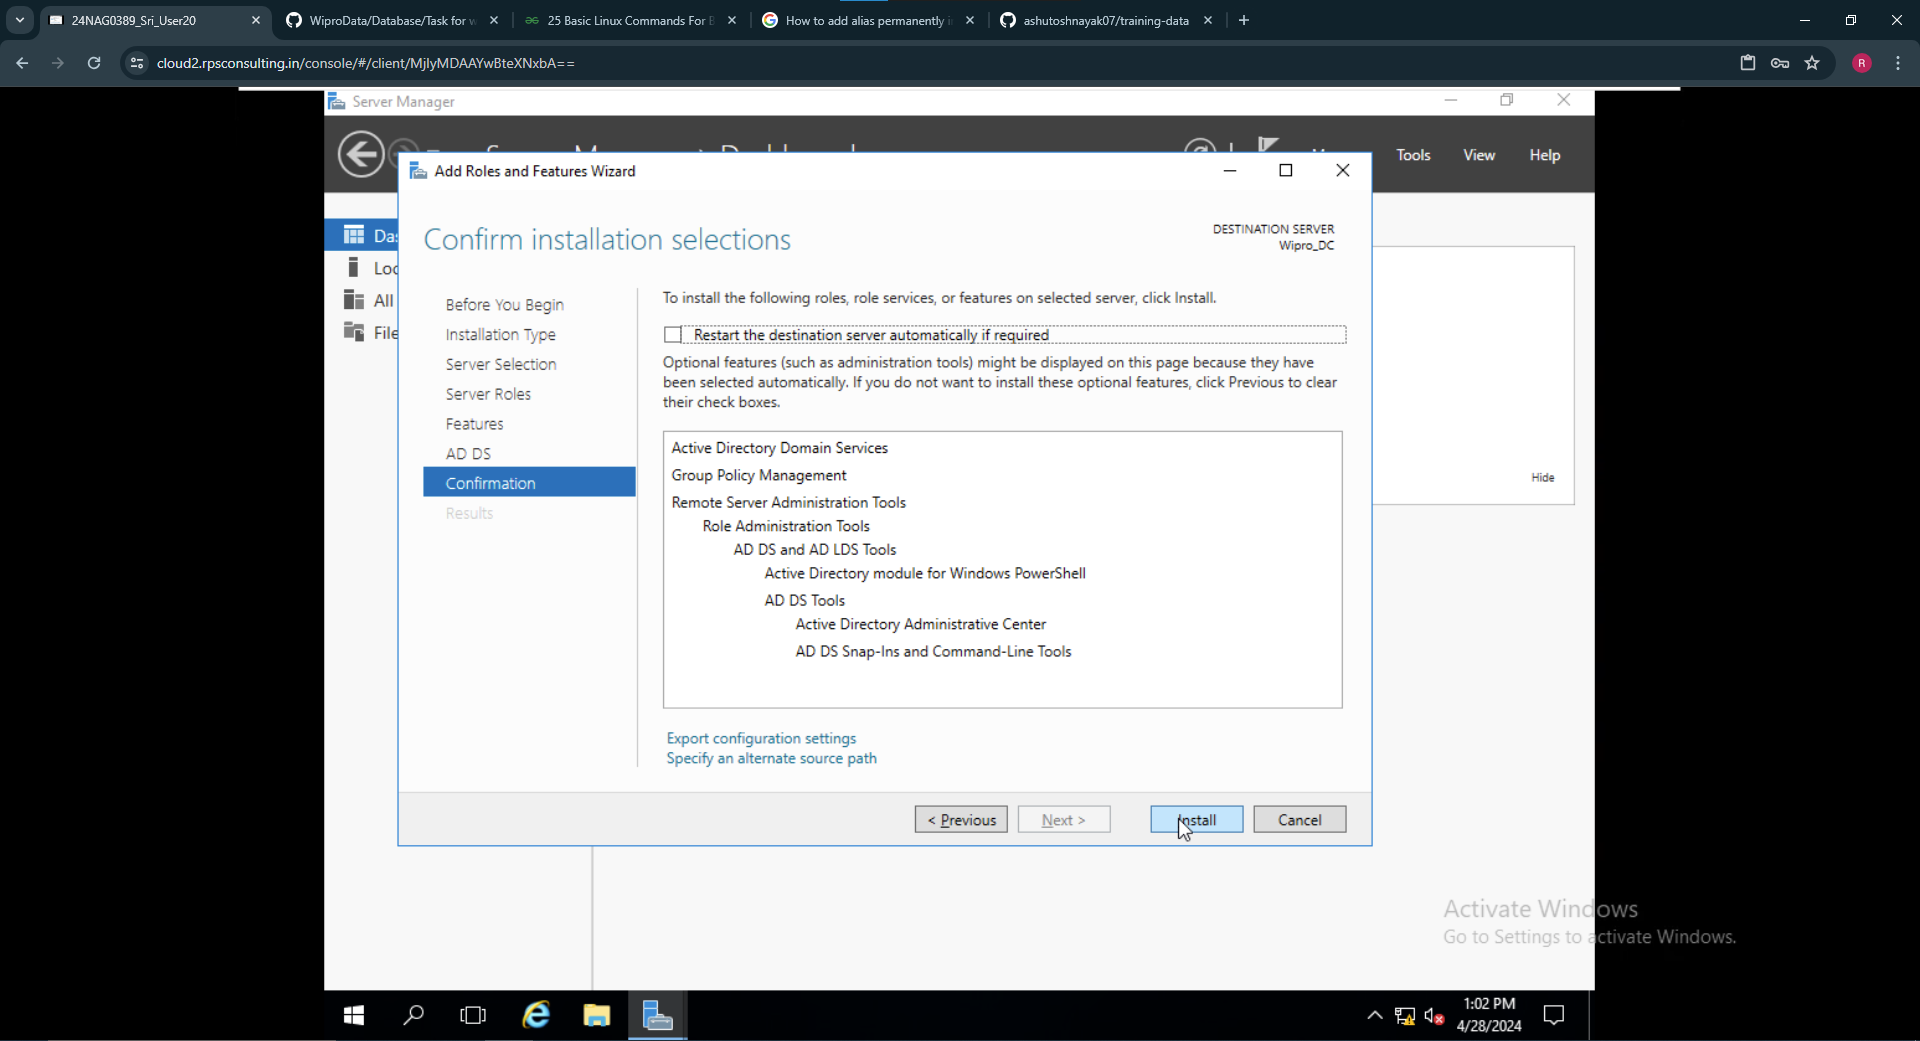 24NAG0389_Sri_User20
WiproData/Database/Task for w
25 Basic Linux Commands For B
How to add alias permanently i
ashutoshnayak07/training-data
cloud2.rpsconsulting.in/console/#/client/MjIyMDAAYwBteXNxbA==
R
Server Manager
Tools View Help
Add Roles and Features Wizard
Confirm installation selections
DESTINATION SERVER
Wipro_DC
Das
Loc
All
File
Before You Begin
Installation Type
Server Selection
Server Roles
Features
AD DS
Confirmation
Results
To install the following roles, role services, or features on selected server, click Install.
Restart the destination server automatically if required
Optional features (such as administration tools) might be displayed on this page because they have
been selected automatically. If you do not want to install these optional features, click Previous to clear
their check boxes.
Active Directory Domain Services
Group Policy Management
Remote Server Administration Tools
Role Administration Tools
AD DS and AD LDS Tools
Active Directory module for Windows PowerShell
AD DS Tools
Active Directory Administrative Center
AD DS Snap-Ins and Command-Line Tools
Export configuration settings
Specify an alternate source path
Hide
< Previous Next > Install Cancel
Activate Windows
Go to Settings to activate Windows.
1:02 PM
4/28/2024